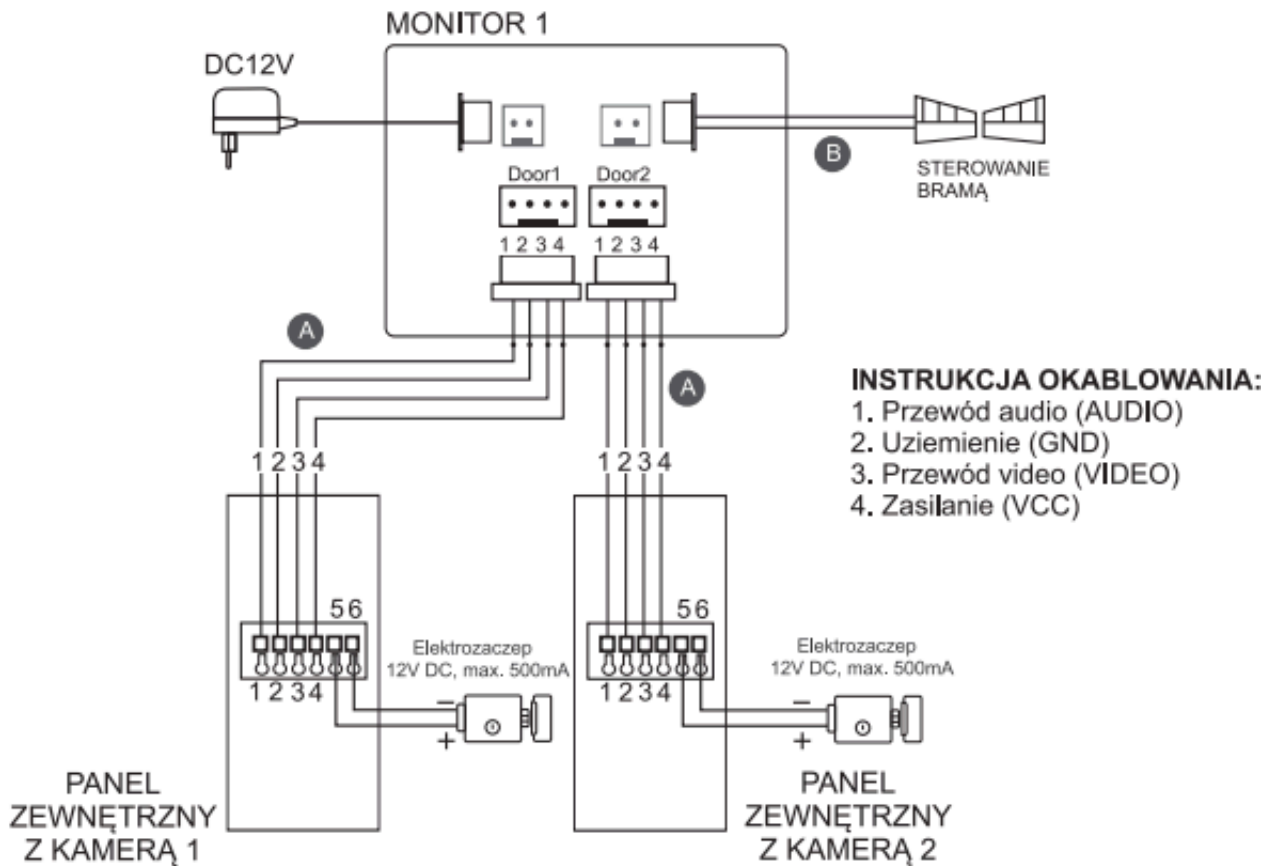 MONITOR 1
DC12V
B
STEROWANIE
BRAMĄ
Door1 Door2
1 2 3 4 1 2 3 4
A
A
INSTRUKCJA OKABLOWANIA:
1. Przewód audio (AUDIO)
2. Uziemienie (GND)
3. Przewód video (VIDEO)
4. Zasilanie (VCC)
1 2 3 4
1 2 3 4
5 6
5 6
Elektrozaczep
12V DC, max. 500mA
Elektrozaczep
12V DC, max. 500mA
1 2 3 4
1 2 3 4
−
+
−
+
PANEL
ZEWNĘTRZNY
Z KAMERĄ 1
PANEL
ZEWNĘTRZNY
Z KAMERĄ 2